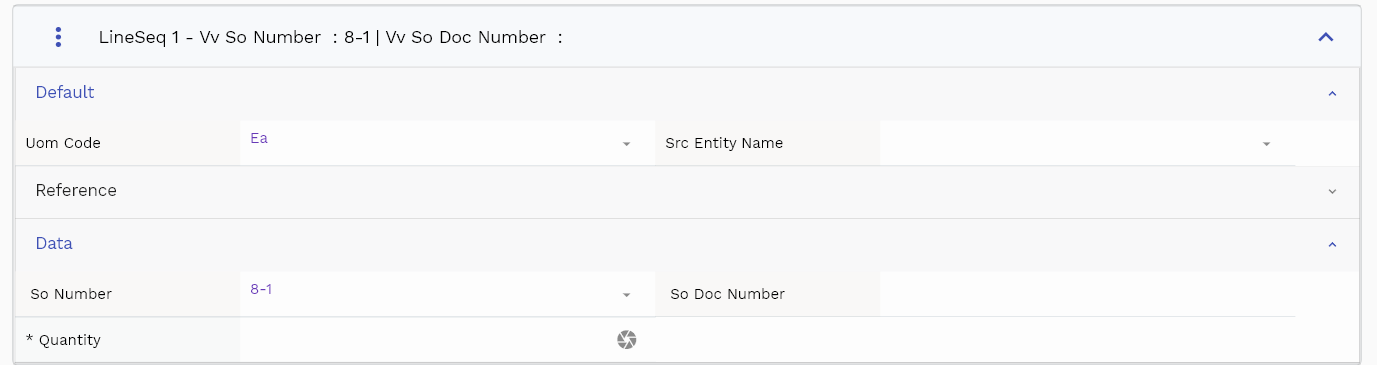 LineSeq 1 - Vv So Number : 8-1 | Vv So Doc Number :
Default
Uom Code Ea Src Entity Name
Reference
Data
So Number 8-1 So Doc Number
* Quantity